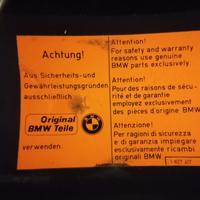 Achtung!
Aus Sicherheits- und
Gewährleistungsgründen
ausschließlich
Original
BMW Teile
verwenden.
Attention!
For safety and warranty
reasons use genuine
BMW parts exclusively.
Attention!
Pour des raisons de sécu-
rité et de garantie
employez exclusivement
des pièces d'origine BMW
Attenzione!
Per ragioni di sicurezza
e di garanzia impiegare
esclusivamente ricambi
originali BMW.